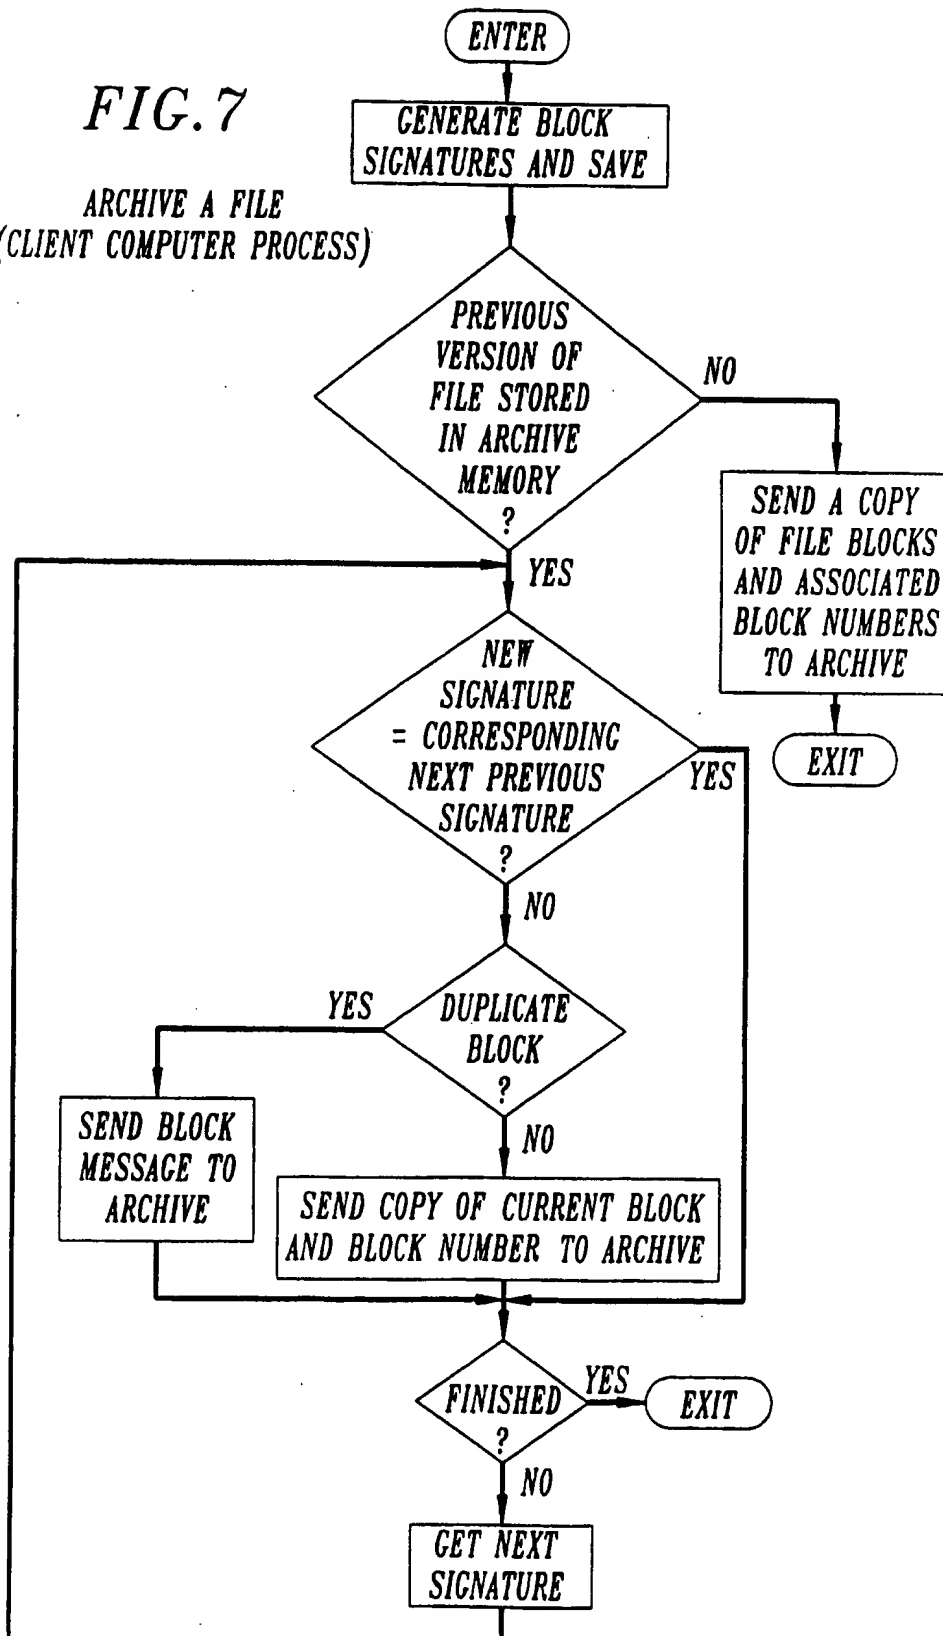 ENTER
FIG. 7
GENERATE BLOCK
SIGNATURES AND SAVE
ARCHIVE A FILE
(CLIENT COMPUTER PROCESS)
PREVIOUS
VERSION OF
FILE STORED
IN ARCHIVE
MEMORY
?
NO
SEND A COPY
OF FILE BLOCKS
AND ASSOCIATED
BLOCK NUMBERS
TO ARCHIVE
EXIT
YES
NEW
SIGNATURE
= CORRESPONDING
NEXT PREVIOUS
SIGNATURE
?
YES
NO
DUPLICATE
BLOCK
?
YES
SEND BLOCK
MESSAGE TO
ARCHIVE
NO
SEND COPY OF CURRENT BLOCK
AND BLOCK NUMBER TO ARCHIVE
FINISHED
?
YES
EXIT
NO
GET NEXT
SIGNATURE